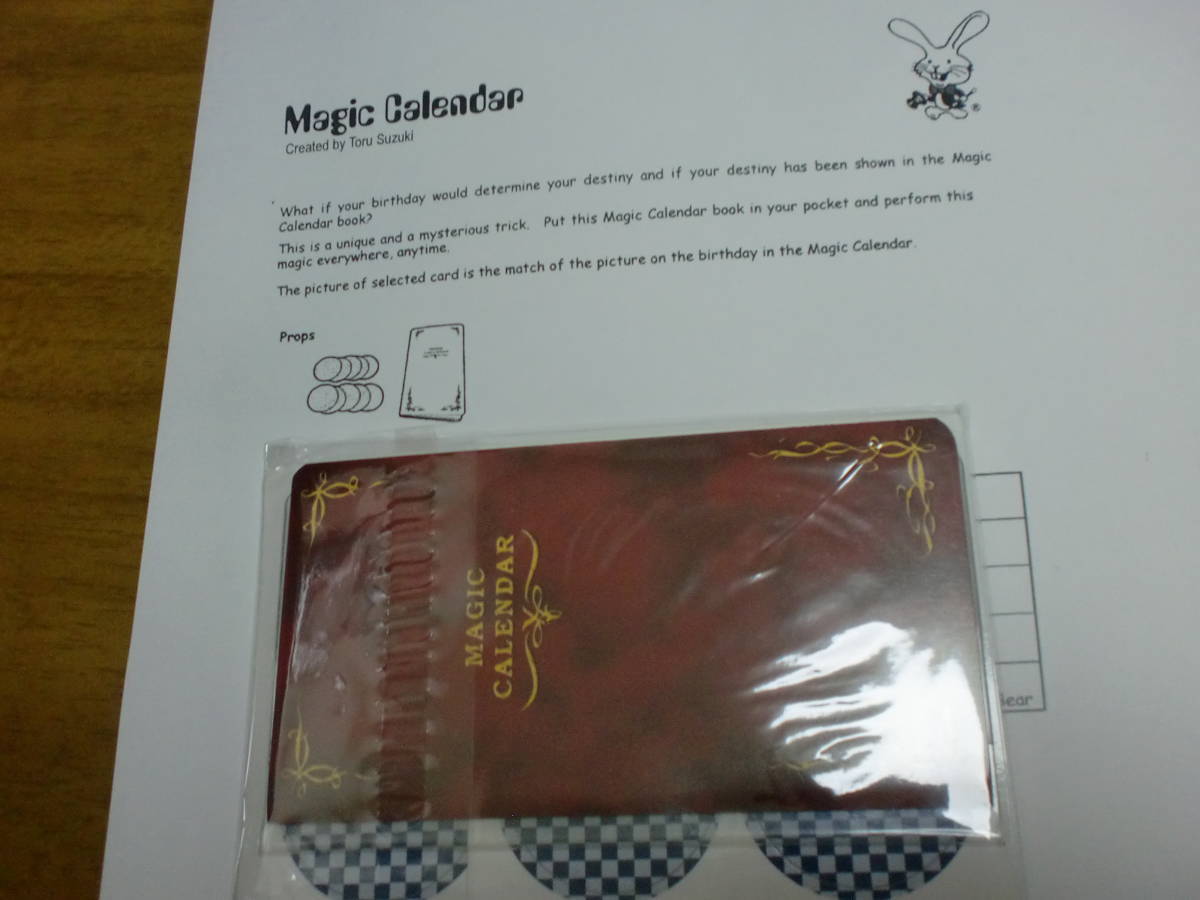 Magic Calendar
Created by Toru Suzuki
What if your birthday would determine your destiny and if your destiny has been shown in the Magic
Calendar book?
This is a unique and a mysterious trick. Put this Magic Calendar book in your pocket and perform this
magic everywhere, anytime.
The picture of selected card is the match of the picture on the birthday in the Magic Calendar.
Props
MAGIC
CALENDAR